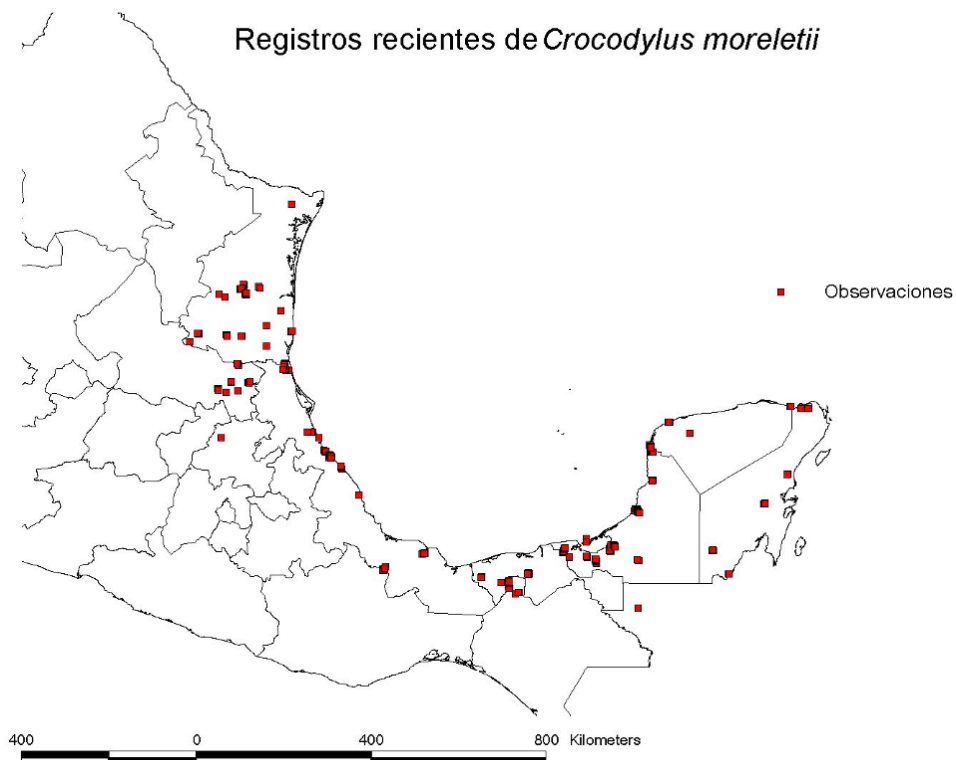 Registros recientes de Crocodylus moreletii
Observaciones
400 0 400 800 Kilometers